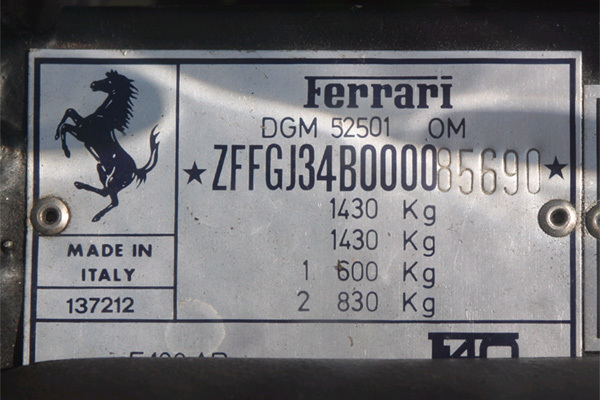 Ferrari
DGM 52501 OM
★ZFFGJ34B000085690★
1430 Kg
1430 Kg
1 600 Kg
2 830 Kg
MADE IN
ITALY
137212
F40